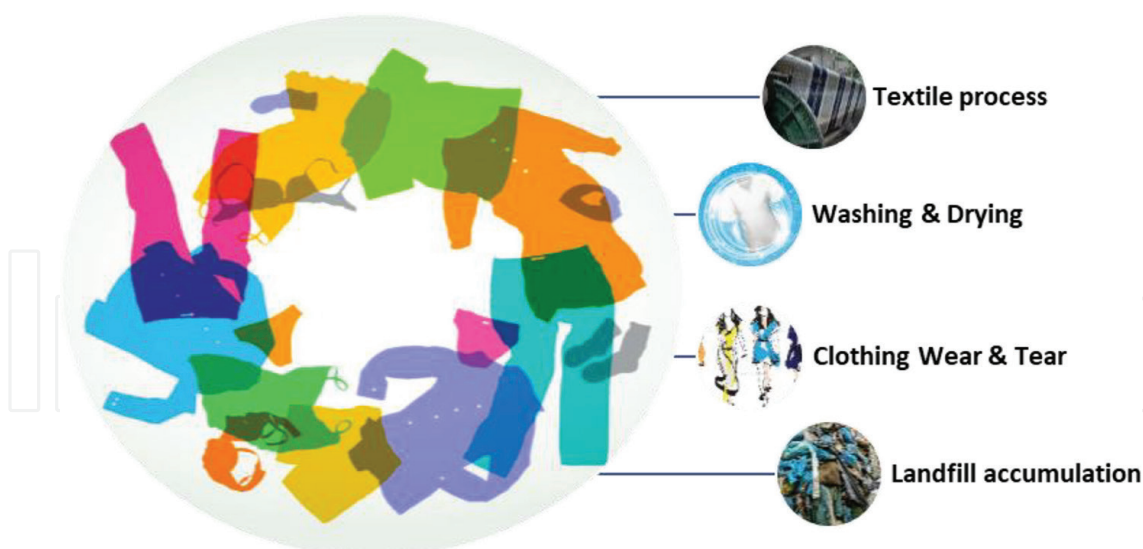 Textile process
Washing & Drying
Clothing Wear & Tear
Landfill accumulation